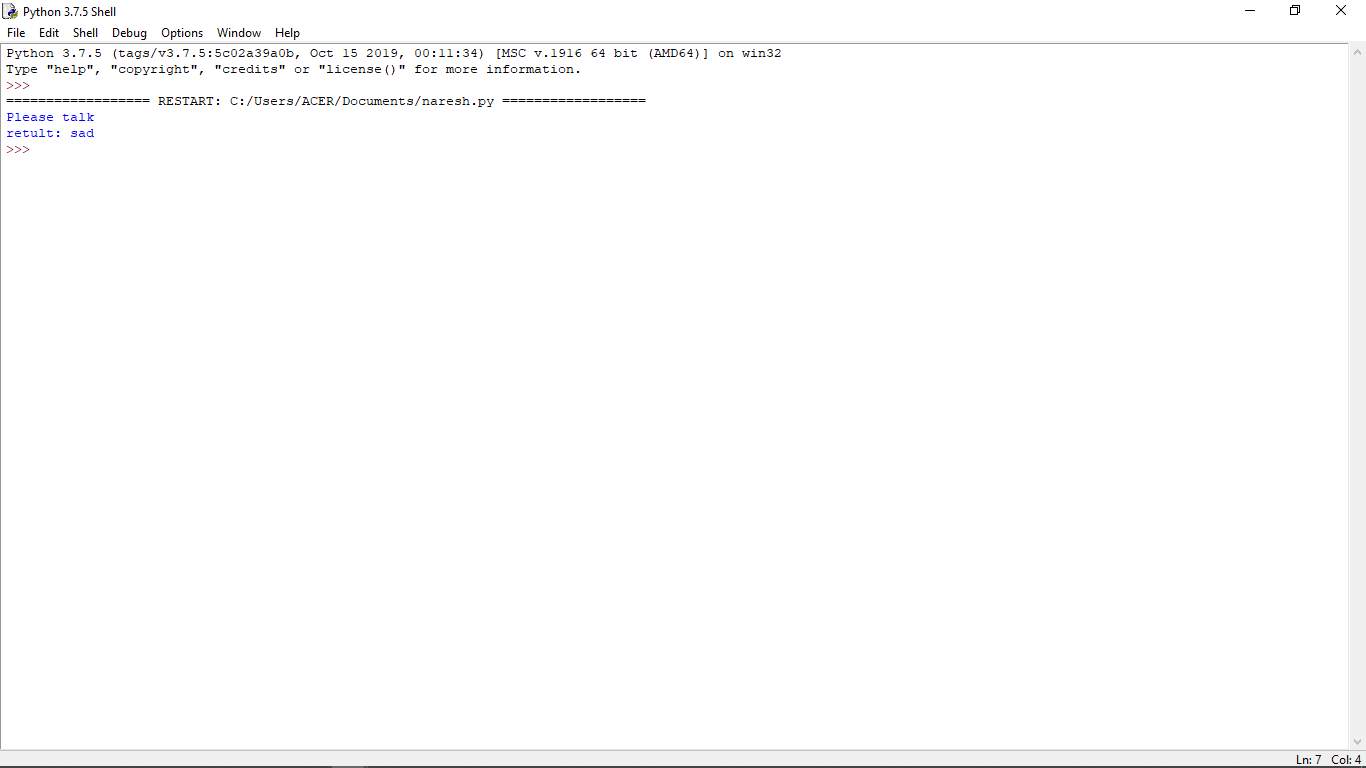 Python 3.7.5 Shell
File Edit Shell Debug Options Window Help
Python 3.7.5 (tags/v3.7.5:5c02a39a0b, Oct 15 2019, 00:11:34) [MSC v.1916 64 bit (AMD64)] on win32
Type "help", "copyright", "credits" or "license()" for more information.
>>>
================== RESTART: C:/Users/ACER/Documents/naresh.py ==================
Please talk
retult: sad
>>>
Ln: 7 Col: 4